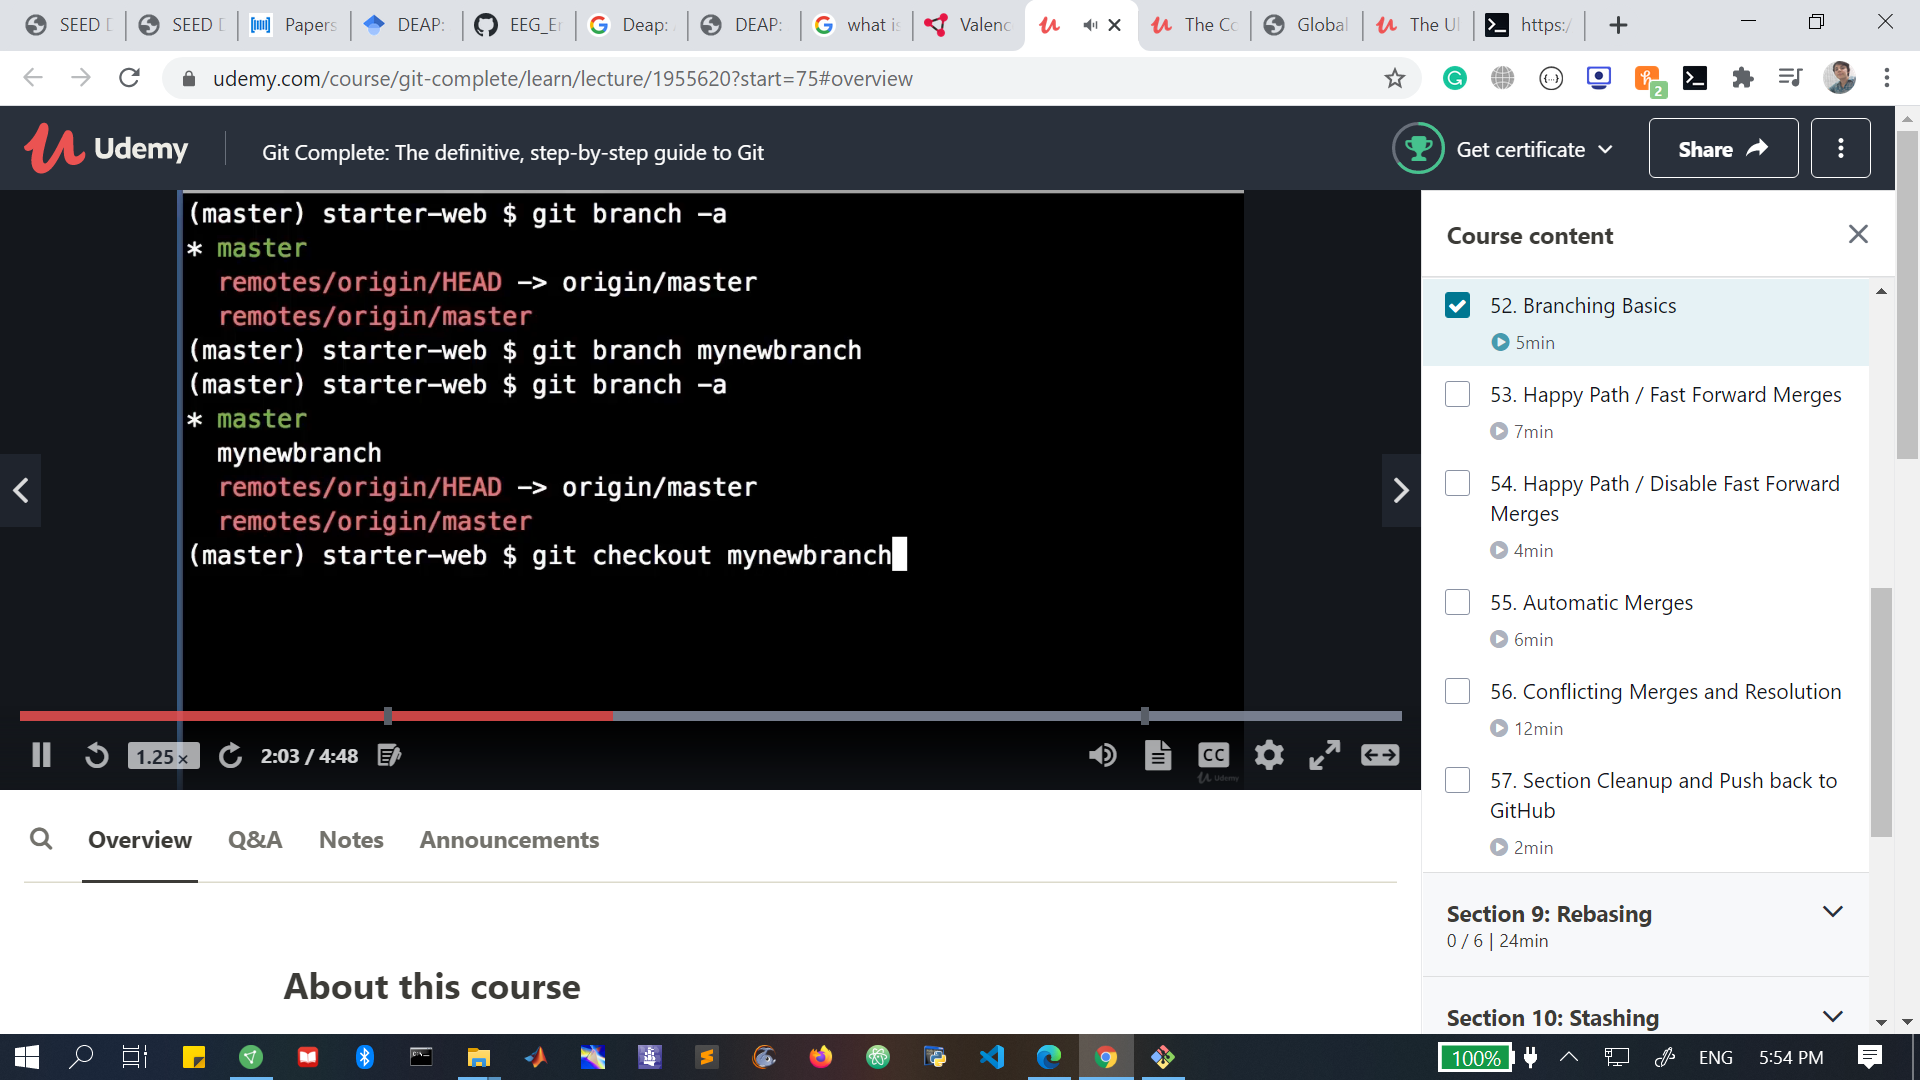 SEED D
SEED D
Papers
DEAP:
EEG_En
Deap: A
DEAP:
what is
Valenc
The Co
Global
The Ul
https:/
udemy.com/course/git-complete/learn/lecture/1955620?start=75#overview
2
Udemy
Git Complete: The definitive, step-by-step guide to Git
Get certificate
Share
(master) starter-web $ git branch -a
* master
remotes/origin/HEAD -> origin/master
remotes/origin/master
(master) starter-web $ git branch mynewbranch
(master) starter-web $ git branch -a
* master
mynewbranch
remotes/origin/HEAD -> origin/master
remotes/origin/master
(master) starter-web $ git checkout mynewbranch
1.25×
2:03 / 4:48
CC
Udemy
Course content
52. Branching Basics
5min
53. Happy Path / Fast Forward Merges
7min
54. Happy Path / Disable Fast Forward
Merges
4min
55. Automatic Merges
6min
56. Conflicting Merges and Resolution
12min
57. Section Cleanup and Push back to
GitHub
2min
Section 9: Rebasing
0 / 6 | 24min
Section 10: Stashing
Overview
Q&A
Notes
Announcements
About this course
100%
ENG
5:54 PM